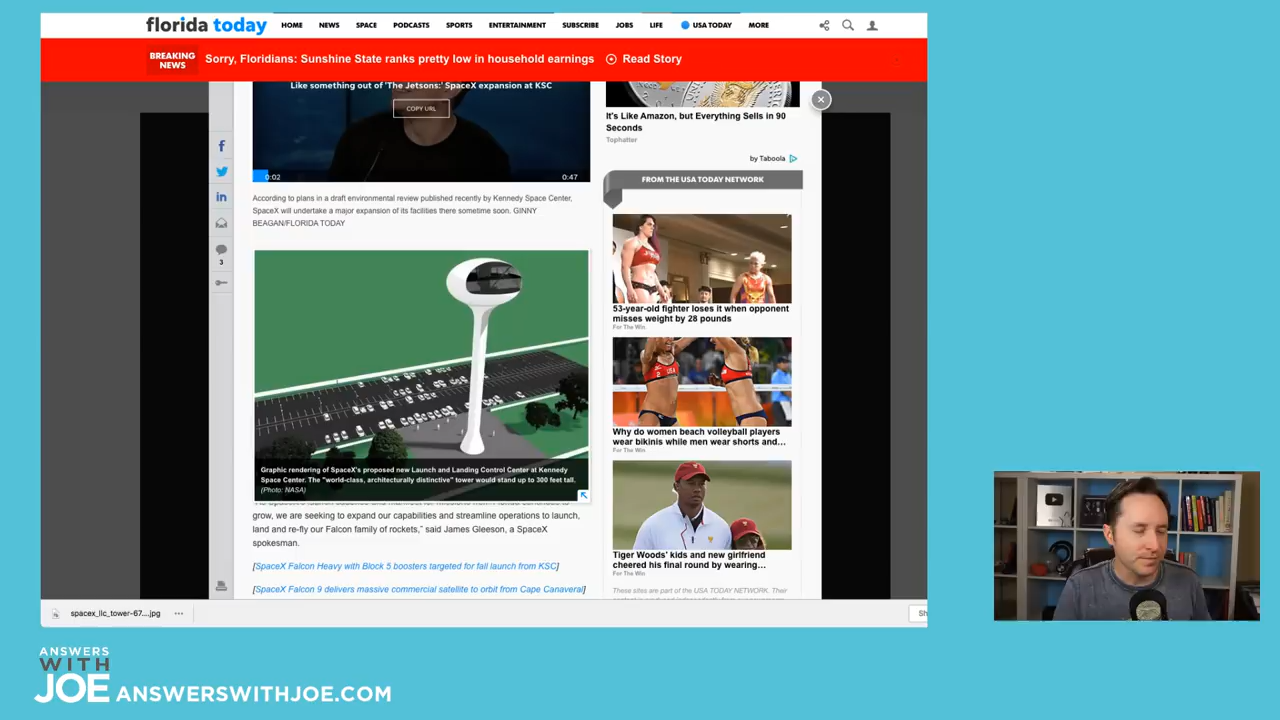 florida today
HOME NEWS SPACE PODCASTS SPORTS ENTERTAINMENT SUBSCRIBE JOBS LIFE USA TODAY MORE
BREAKING NEWS
Sorry, Floridians: Sunshine State ranks pretty low in household earnings Read Story
Like something out of 'The Jetsons:' SpaceX expansion at KSC
COPY URL
0:02
0:47
According to plans in a draft environmental review published recently by Kennedy Space Center,
SpaceX will undertake a major expansion of its facilities there sometime soon. GINNY
BEAGAN/FLORIDA TODAY
3
Graphic rendering of SpaceX's proposed new Launch and Landing Control Center at Kennedy
Space Center. The "world-class, architecturally distinctive" tower would stand up to 300 feet tall.
(Photo: NASA)
grow, we are seeking to expand our capabilities and streamline operations to launch,
land and re-fly our Falcon family of rockets," said James Gleeson, a SpaceX
spokesman.
[SpaceX Falcon Heavy with Block 5 boosters targeted for fall launch from KSC]
[SpaceX Falcon 9 delivers massive commercial satellite to orbit from Cape Canaveral]
It's Like Amazon, but Everything Sells in 90
Seconds
Tophatter
by Taboola
FROM THE USA TODAY NETWORK
53-year-old fighter loses it when opponent
misses weight by 28 pounds
For The Win
Why do women beach volleyball players
wear bikinis while men wear shorts and...
For The Win
Tiger Woods' kids and new girlfriend
cheered his final round by wearing...
For The Win
These sites are part of the USA TODAY NETWORK. Their
spacex_llc_tower-67....jpg
Sh
ANSWERS
WITH
JOE
ANSWERSWITHJOE.COM